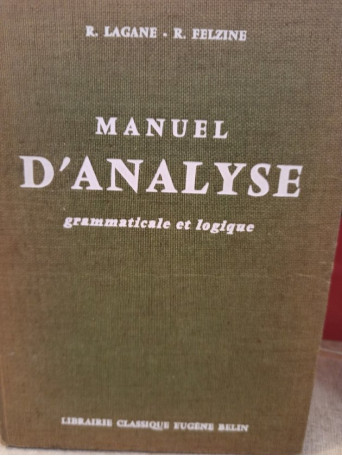 R. LAGANE - R. FELZINE
MANUEL
D'ANALYSE
grammaticale et logique
LIBRAIRIE CLASSIQUE EUGÈNE BELIN